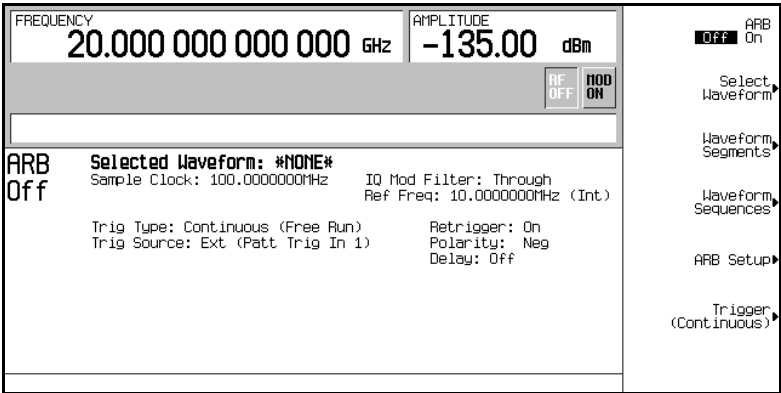 FREQUENCY
20.000 000 000 000 GHz
AMPLITUDE
-135.00 dBm
RF OFF
MOD ON
ARB Off
Selected Waveform: *NONE*
Sample Clock: 100.0000000MHz IQ Mod Filter: Through
Ref Freq: 10.0000000MHz (Int)
Trig Type: Continuous (Free Run) Retrigger: On
Trig Source: Ext (Patt Trig In 1) Polarity: Neg
Delay: Off
ARB
Off On
Select
Waveform
Waveform
Segments
Waveform
Sequences
ARB Setup
Trigger
(Continuous)